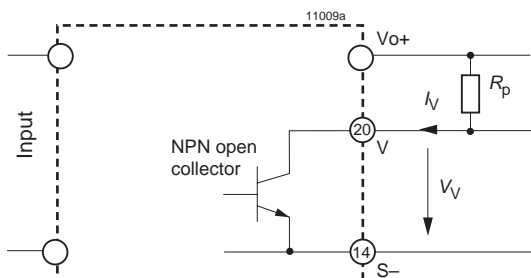 11009a
Vo+
Rp
IV
20
V
Input
NPN open
collector
VV
14
S–